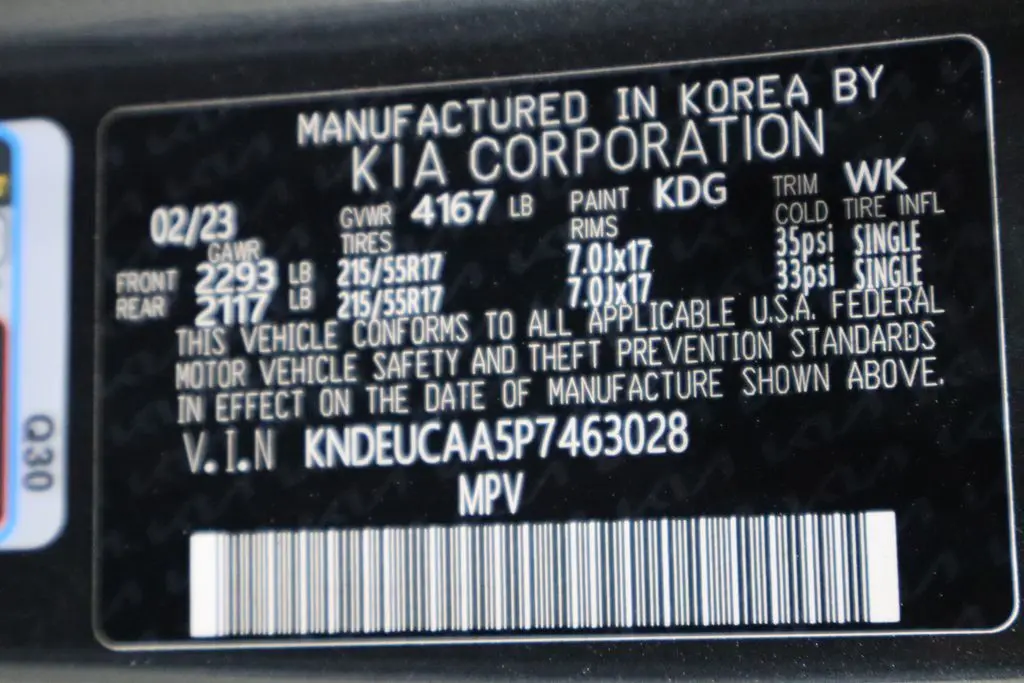 MANUFACTURED IN KOREA BY
KIA CORPORATION
02/23 GVWR 4167 LB PAINT KDG TRIM WK
GAWR TIRES RIMS COLD TIRE INFL
FRONT 2293 LB 215/55R17 7.0Jx17 35psi SINGLE
REAR 2117 LB 215/55R17 7.0Jx17 33psi SINGLE
THIS VEHICLE CONFORMS TO ALL APPLICABLE U.S.A. FEDERAL
MOTOR VEHICLE SAFETY AND THEFT PREVENTION STANDARDS
IN EFFECT ON THE DATE OF MANUFACTURE SHOWN ABOVE.
V.I.N KNDEUCAA5P7463028
MPV
Q30